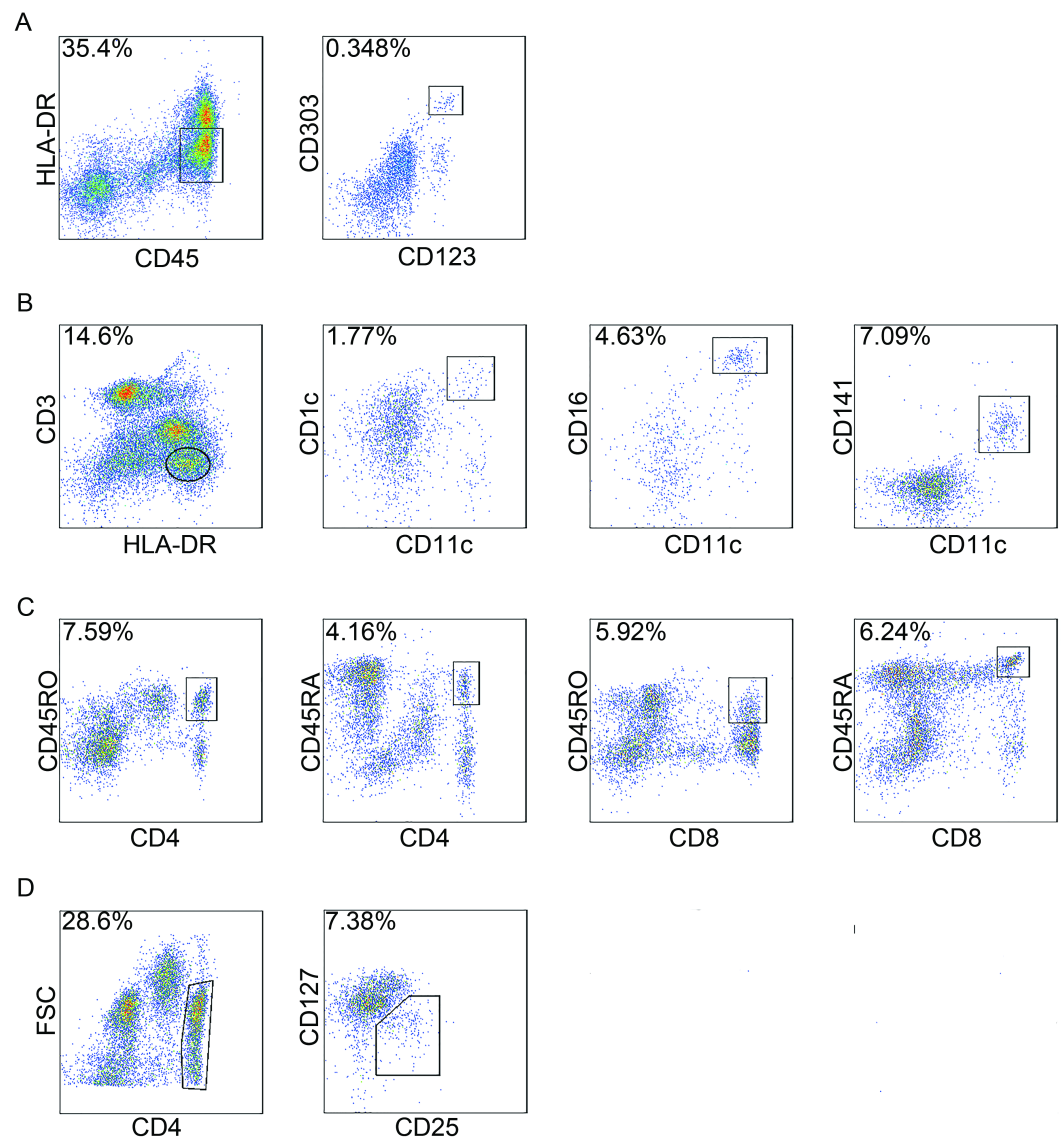 A
35.4%
HLA-DR
CD45
0.348%
CD303
CD123
B
14.6%
CD3
HLA-DR
1.77%
CD1c
CD11c
4.63%
CD16
CD11c
7.09%
CD141
CD11c
C
7.59%
CD45RO
CD4
4.16%
CD45RA
CD4
5.92%
CD45RO
CD8
6.24%
CD45RA
CD8
D
28.6%
FSC
CD4
7.38%
CD127
CD25